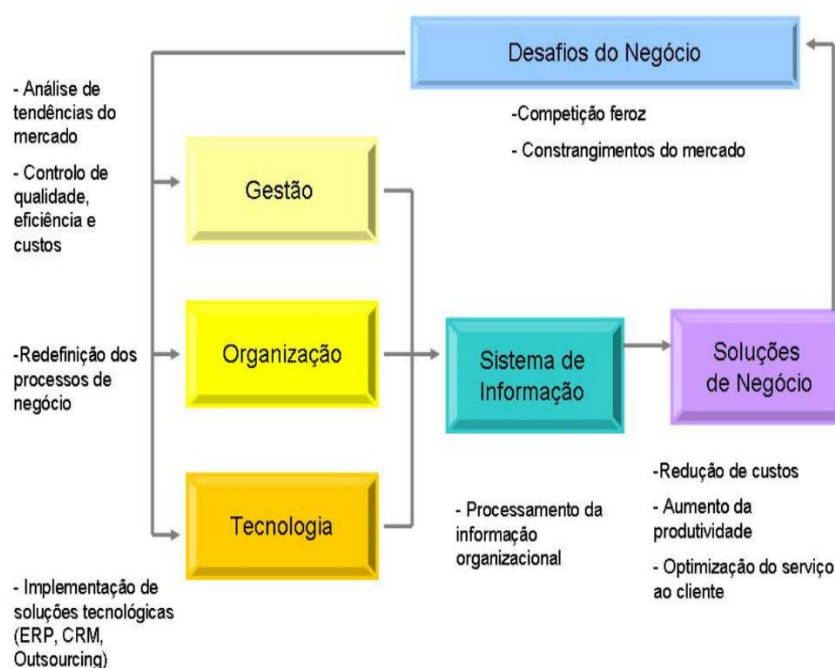 Desafios do Negócio
-Competição feroz
- Constrangimentos do mercado
- Análise de
tendências do
mercado
- Controlo de
qualidade,
eficiência e
custos
Gestão
-Redefinição dos
processos de
negócio
Organização
Sistema de
Informação
Soluções
de Negócio
Tecnologia
- Implementação de
soluções tecnológicas
(ERP, CRM,
Outsourcing)
- Processamento da
informação
organizacional
-Redução de custos
- Aumento da
produtividade
- Optimização do serviço
ao cliente